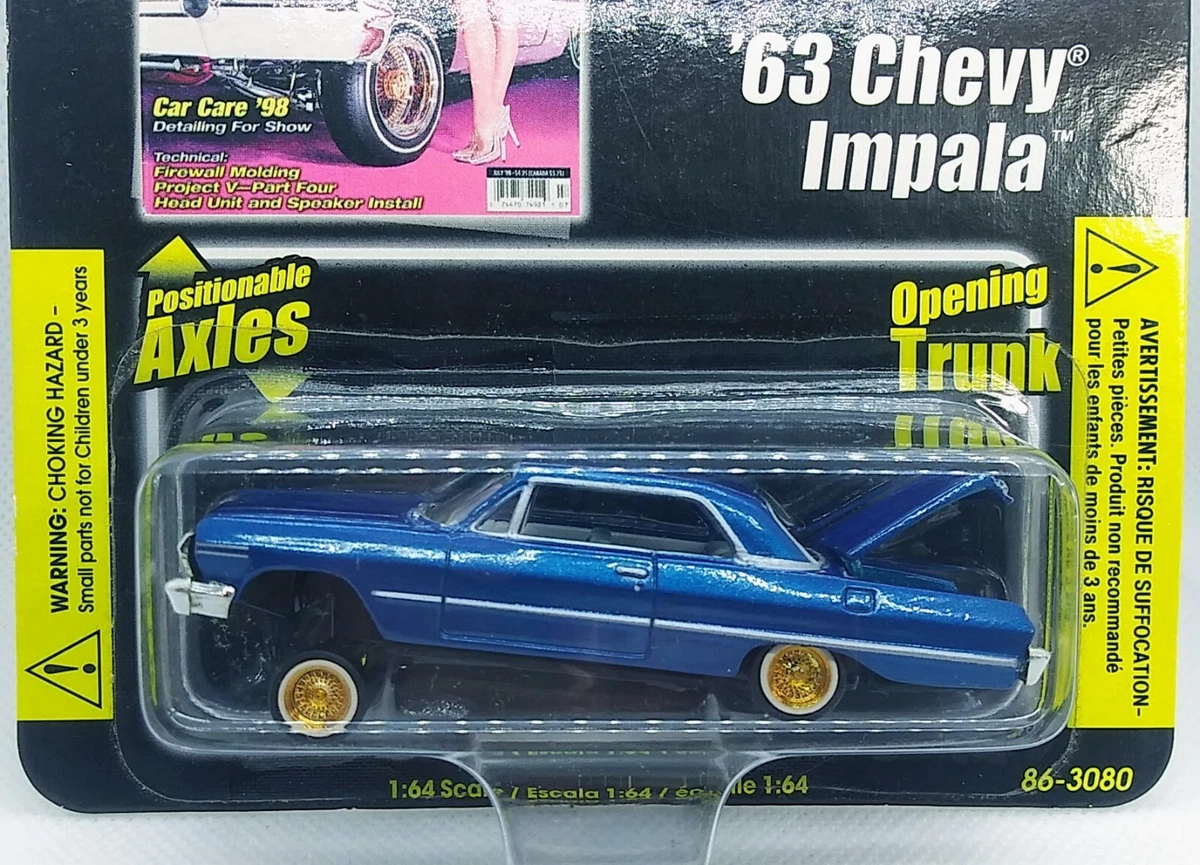 Car Care '98
Detailing For Show
Technical:
Firewall Molding
Project V—Part Four
Head Unit and Speaker Install
'63 Chevy®
Impala™
Positionable
Axles
Opening
Trunk
WARNING: CHOKING HAZARD –
Small parts not for Children under 3 years
AVERTISSEMENT: RISQUE DE SUFFOCATION-
Petites pièces. Produit non recommandé
pour les enfants de moins de 3 ans.
1:64 Scale / Escala 1:64 / 1:64
86-3080